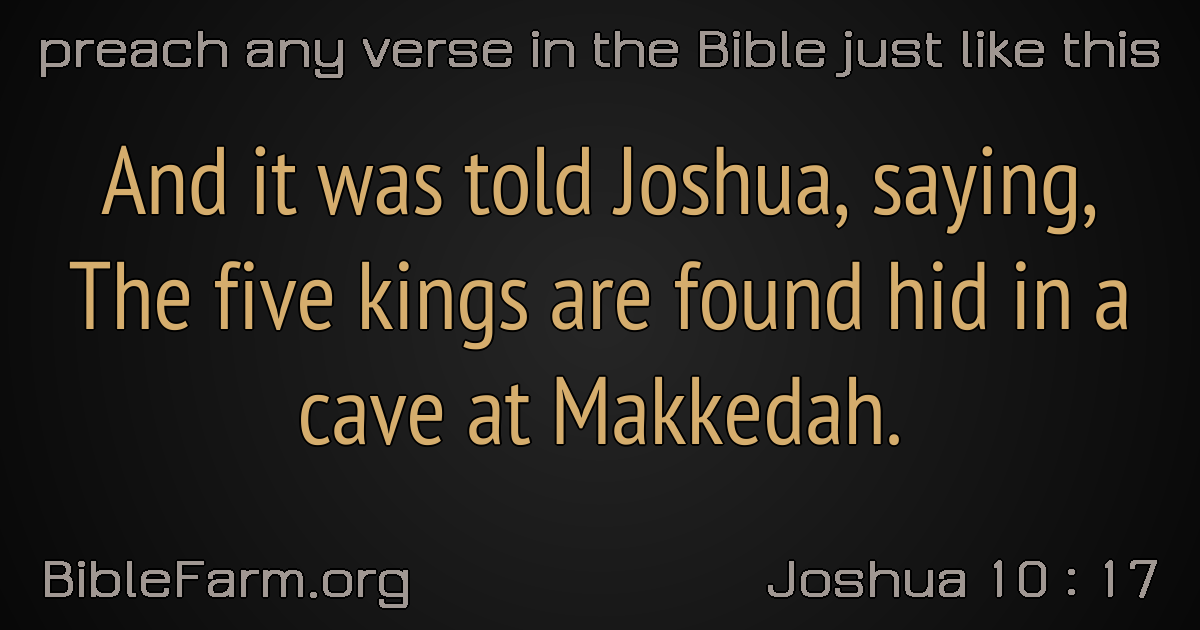 preach any verse in the Bible just like this
And it was told Joshua, saying,
The five kings are found hid in a
cave at Makkedah.
BibleFarm.org
Joshua 10 : 17